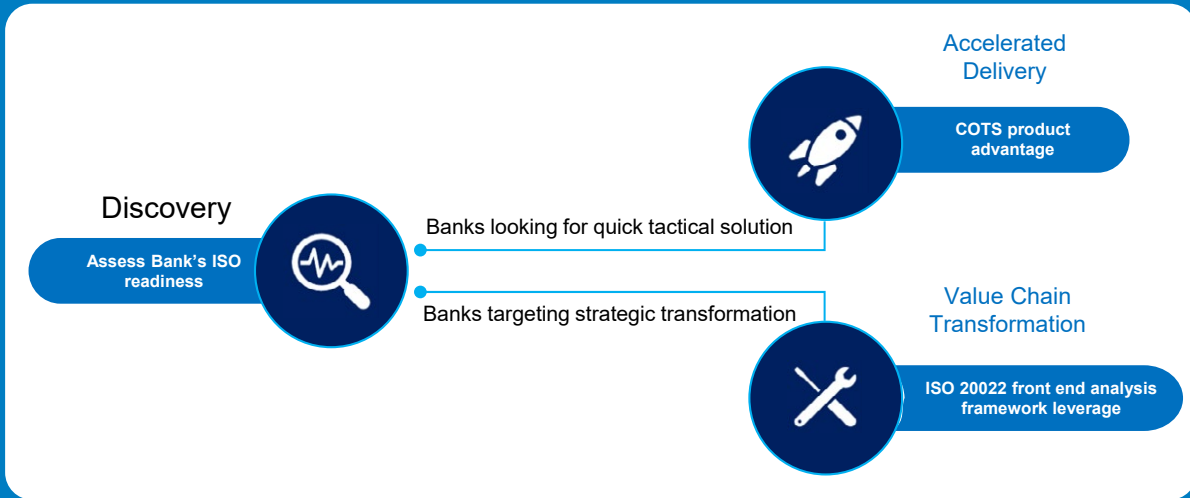 Discovery
Assess Bank's ISO
readiness
Banks looking for quick tactical solution
Banks targeting strategic transformation
Accelerated
Delivery
COTS product
advantage
Value Chain
Transformation
ISO 20022 front end analysis
framework leverage